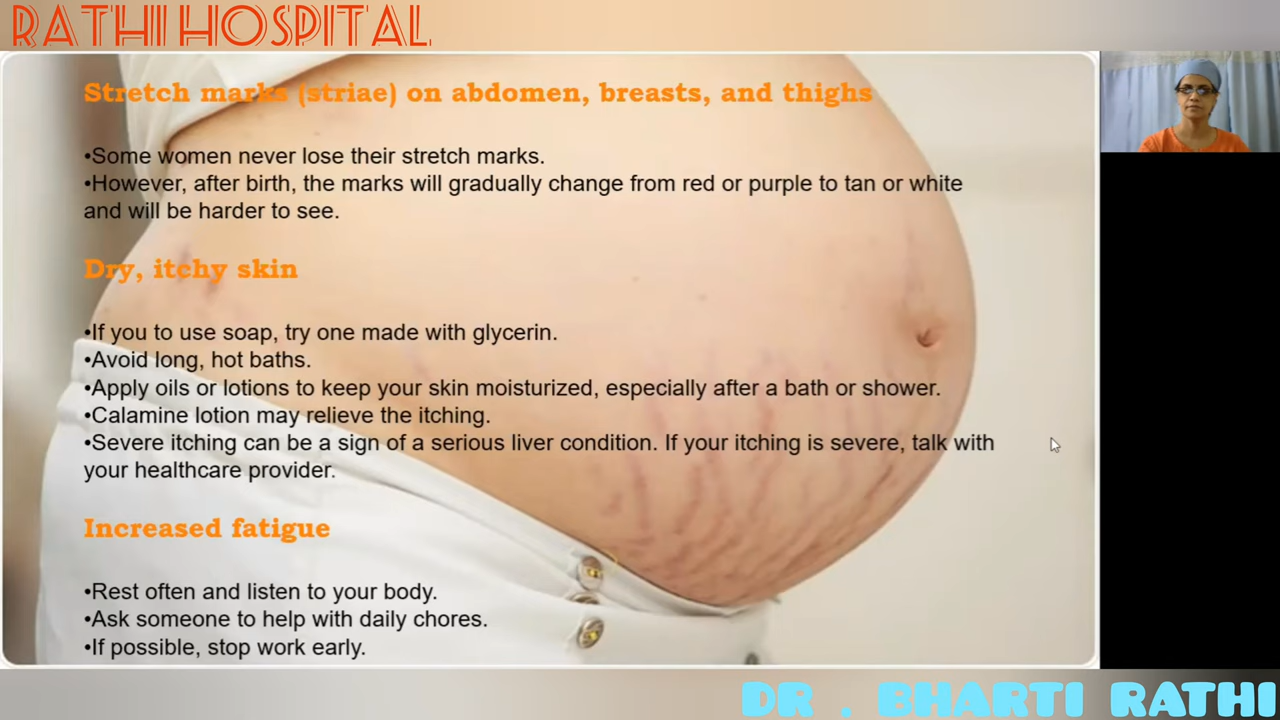 RATHI HOSPITAL
Stretch marks (striae) on abdomen, breasts, and thighs
•Some women never lose their stretch marks.
•However, after birth, the marks will gradually change from red or purple to tan or white
and will be harder to see.
Dry, itchy skin
•If you to use soap, try one made with glycerin.
•Avoid long, hot baths.
•Apply oils or lotions to keep your skin moisturized, especially after a bath or shower.
•Calamine lotion may relieve the itching.
•Severe itching can be a sign of a serious liver condition. If your itching is severe, talk with
your healthcare provider.
Increased fatigue
•Rest often and listen to your body.
•Ask someone to help with daily chores.
•If possible, stop work early.
DR . BHARTI RATHI